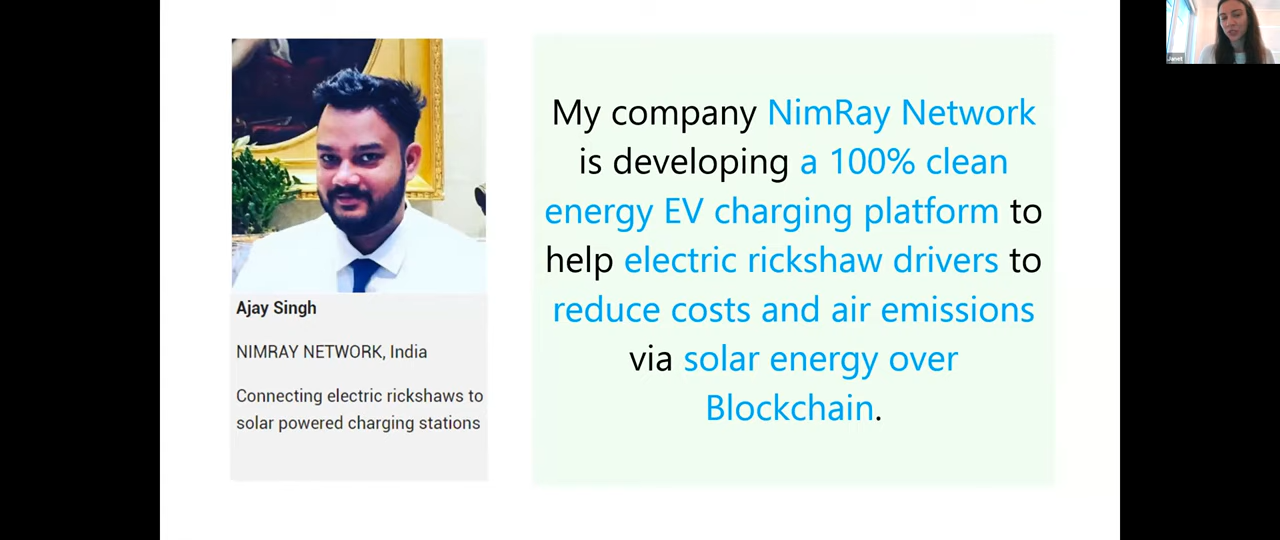 Ajay Singh
NIMRAY NETWORK, India
Connecting electric rickshaws to
solar powered charging stations
My company NimRay Network
is developing a 100% clean
energy EV charging platform to
help electric rickshaw drivers to
reduce costs and air emissions
via solar energy over
Blockchain.
Janet